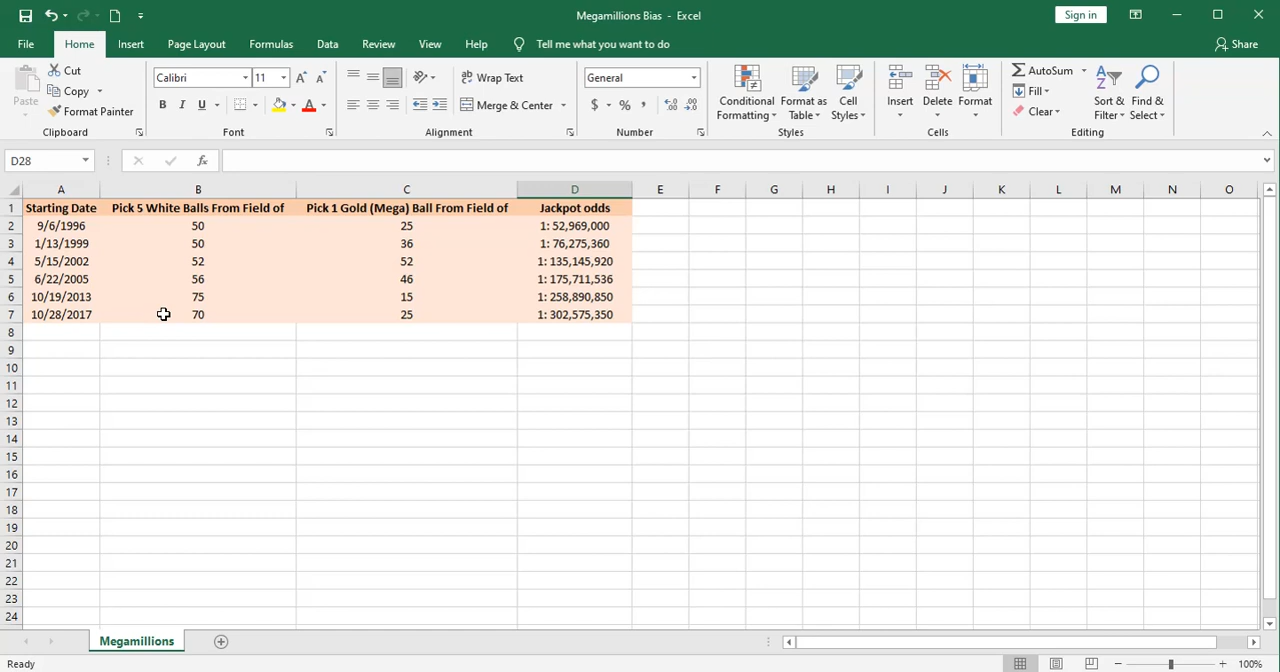 Megamillions Bias - Excel
Sign in
File Home Insert Page Layout Formulas Data Review View Help Tell me what you want to do Share
Paste Cut Copy Format Painter Clipboard
Calibri 11 A A B I U A Font
ab Wrap Text Merge & Center Alignment
General $ % , Number
Conditional Formatting Format as Table Cell Styles Styles
Insert Delete Format Cells
AutoSum Fill Clear Sort & Filter Find & Select Editing
D28 fx
A B C D E F G H I J K L M N O
1 Starting Date Pick 5 White Balls From Field of Pick 1 Gold (Mega) Ball From Field of Jackpot odds
2 9/6/1996 50 25 1: 52,969,000
3 1/13/1999 50 36 1: 76,275,360
4 5/15/2002 52 52 1: 135,145,920
5 6/22/2005 56 46 1: 175,711,536
6 10/19/2013 75 15 1: 258,890,850
7 10/28/2017 70 25 1: 302,575,350
8
9
10
11
12
13
14
15
16
17
18
19
20
21
22
23
24
Megamillions
Ready 100%